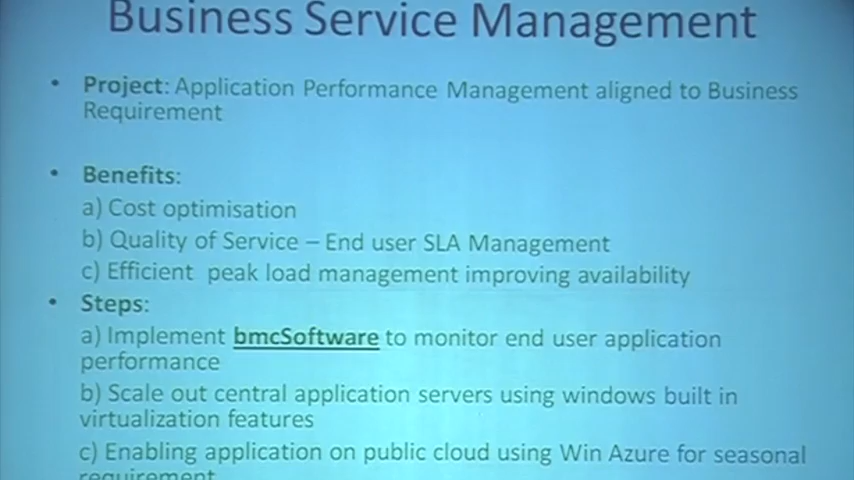 Business Service Management
• Project: Application Performance Management aligned to Business
Requirement
• Benefits:
a) Cost optimisation
b) Quality of Service – End user SLA Management
c) Efficient peak load management improving availability
• Steps:
a) Implement bmcSoftware to monitor end user application
performance
b) Scale out central application servers using windows built in
virtualization features
c) Enabling application on public cloud using Win Azure for seasonal
requirement